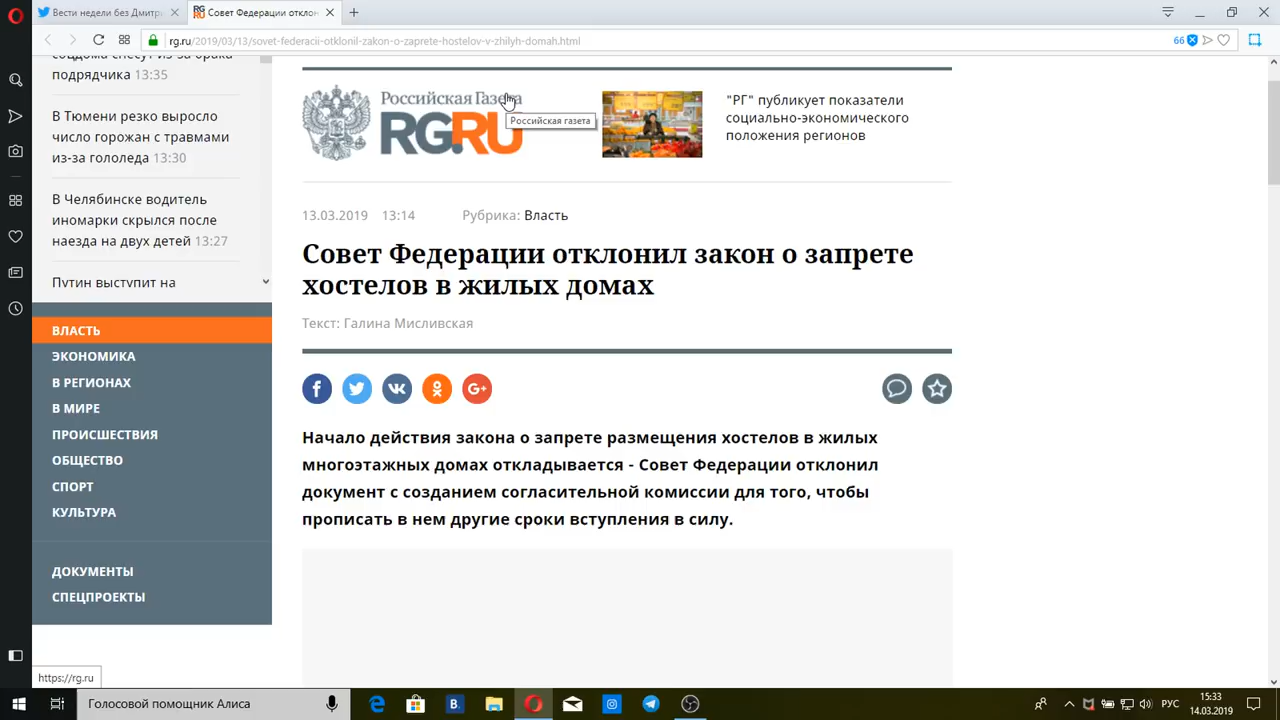 Вести недели без Дмитр
Совет Федерации отклон
rg.ru/2019/03/13/sovet-federacii-otklonil-zakon-o-zaprete-hostelov-v-zhilyh-domah.html
66
подрядчика 13:35
В Тюмени резко выросло
число горожан с травмами
из-за гололеда 13:30
В Челябинске водитель
иномарки скрылся после
наезда на двух детей 13:27
Путин выступит на
ВЛАСТЬ
ЭКОНОМИКА
В РЕГИОНАХ
В МИРЕ
ПРОИСШЕСТВИЯ
ОБЩЕСТВО
СПОРТ
КУЛЬТУРА
ДОКУМЕНТЫ
СПЕЦПРОЕКТЫ
https://rg.ru
Российская Газета
RG.RU
Российская газета
"РГ" публикует показатели
социально-экономического
положения регионов
13.03.2019 13:14 Рубрика: Власть
Совет Федерации отклонил закон о запрете
хостелов в жилых домах
Текст: Галина Мисливская
Начало действия закона о запрете размещения хостелов в жилых
многоэтажных домах откладывается - Совет Федерации отклонил
документ с созданием согласительной комиссии для того, чтобы
прописать в нем другие сроки вступления в силу.
Голосовой помощник Алиса
РУС
15:33
14.03.2019